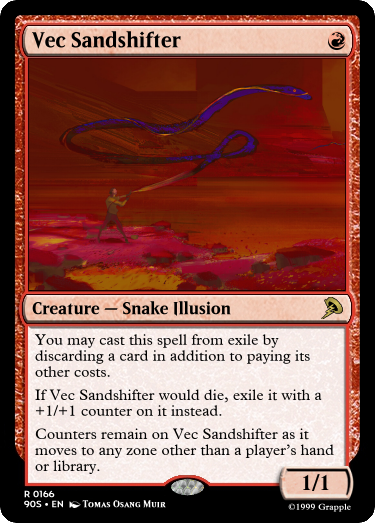 Vec Sandshifter
Creature — Snake Illusion
You may cast this spell from exile by
discarding a card in addition to paying its
other costs.
If Vec Sandshifter would die, exile it with a
+1/+1 counter on it instead.
Counters remain on Vec Sandshifter as it
moves to any zone other than a player's hand
or library.
1/1
R 0166
90S • EN Tomas Osang Muir
©1999 Grapple